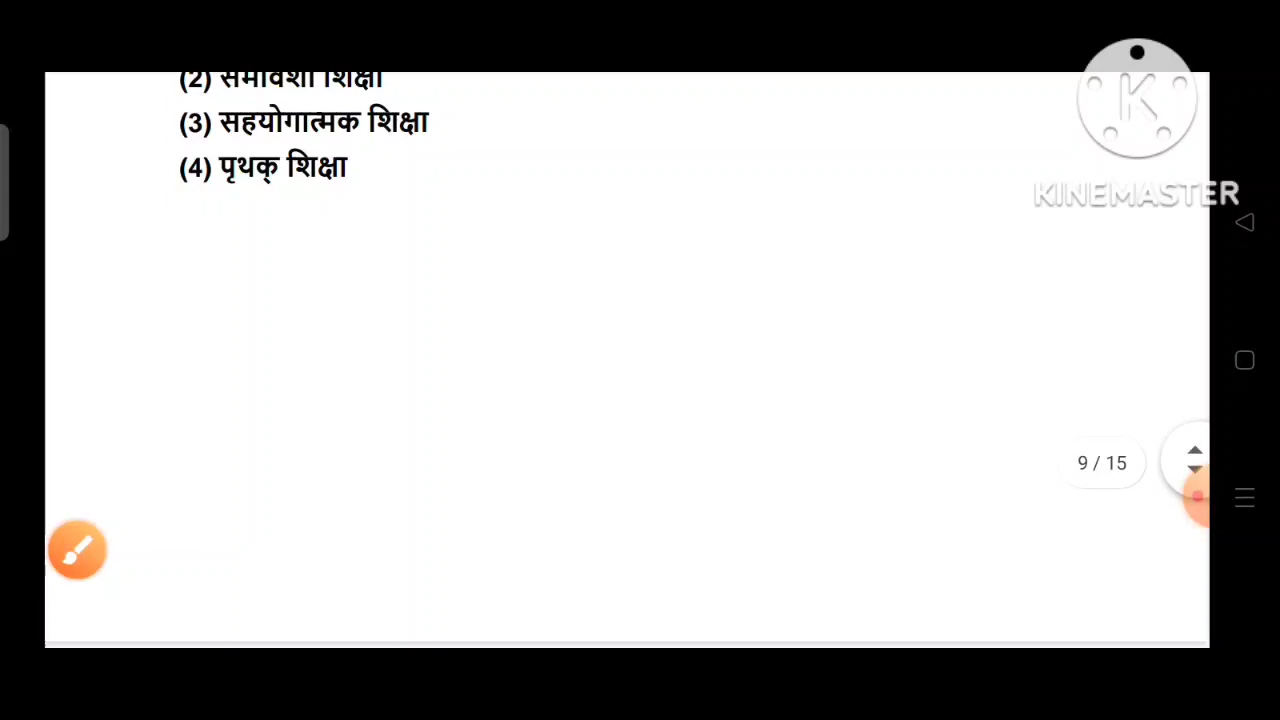 (2) समावेशी शिक्षा
(3) सहयोगात्मक शिक्षा
(4) पृथक् शिक्षा
K
KINEMASTER
9 / 15